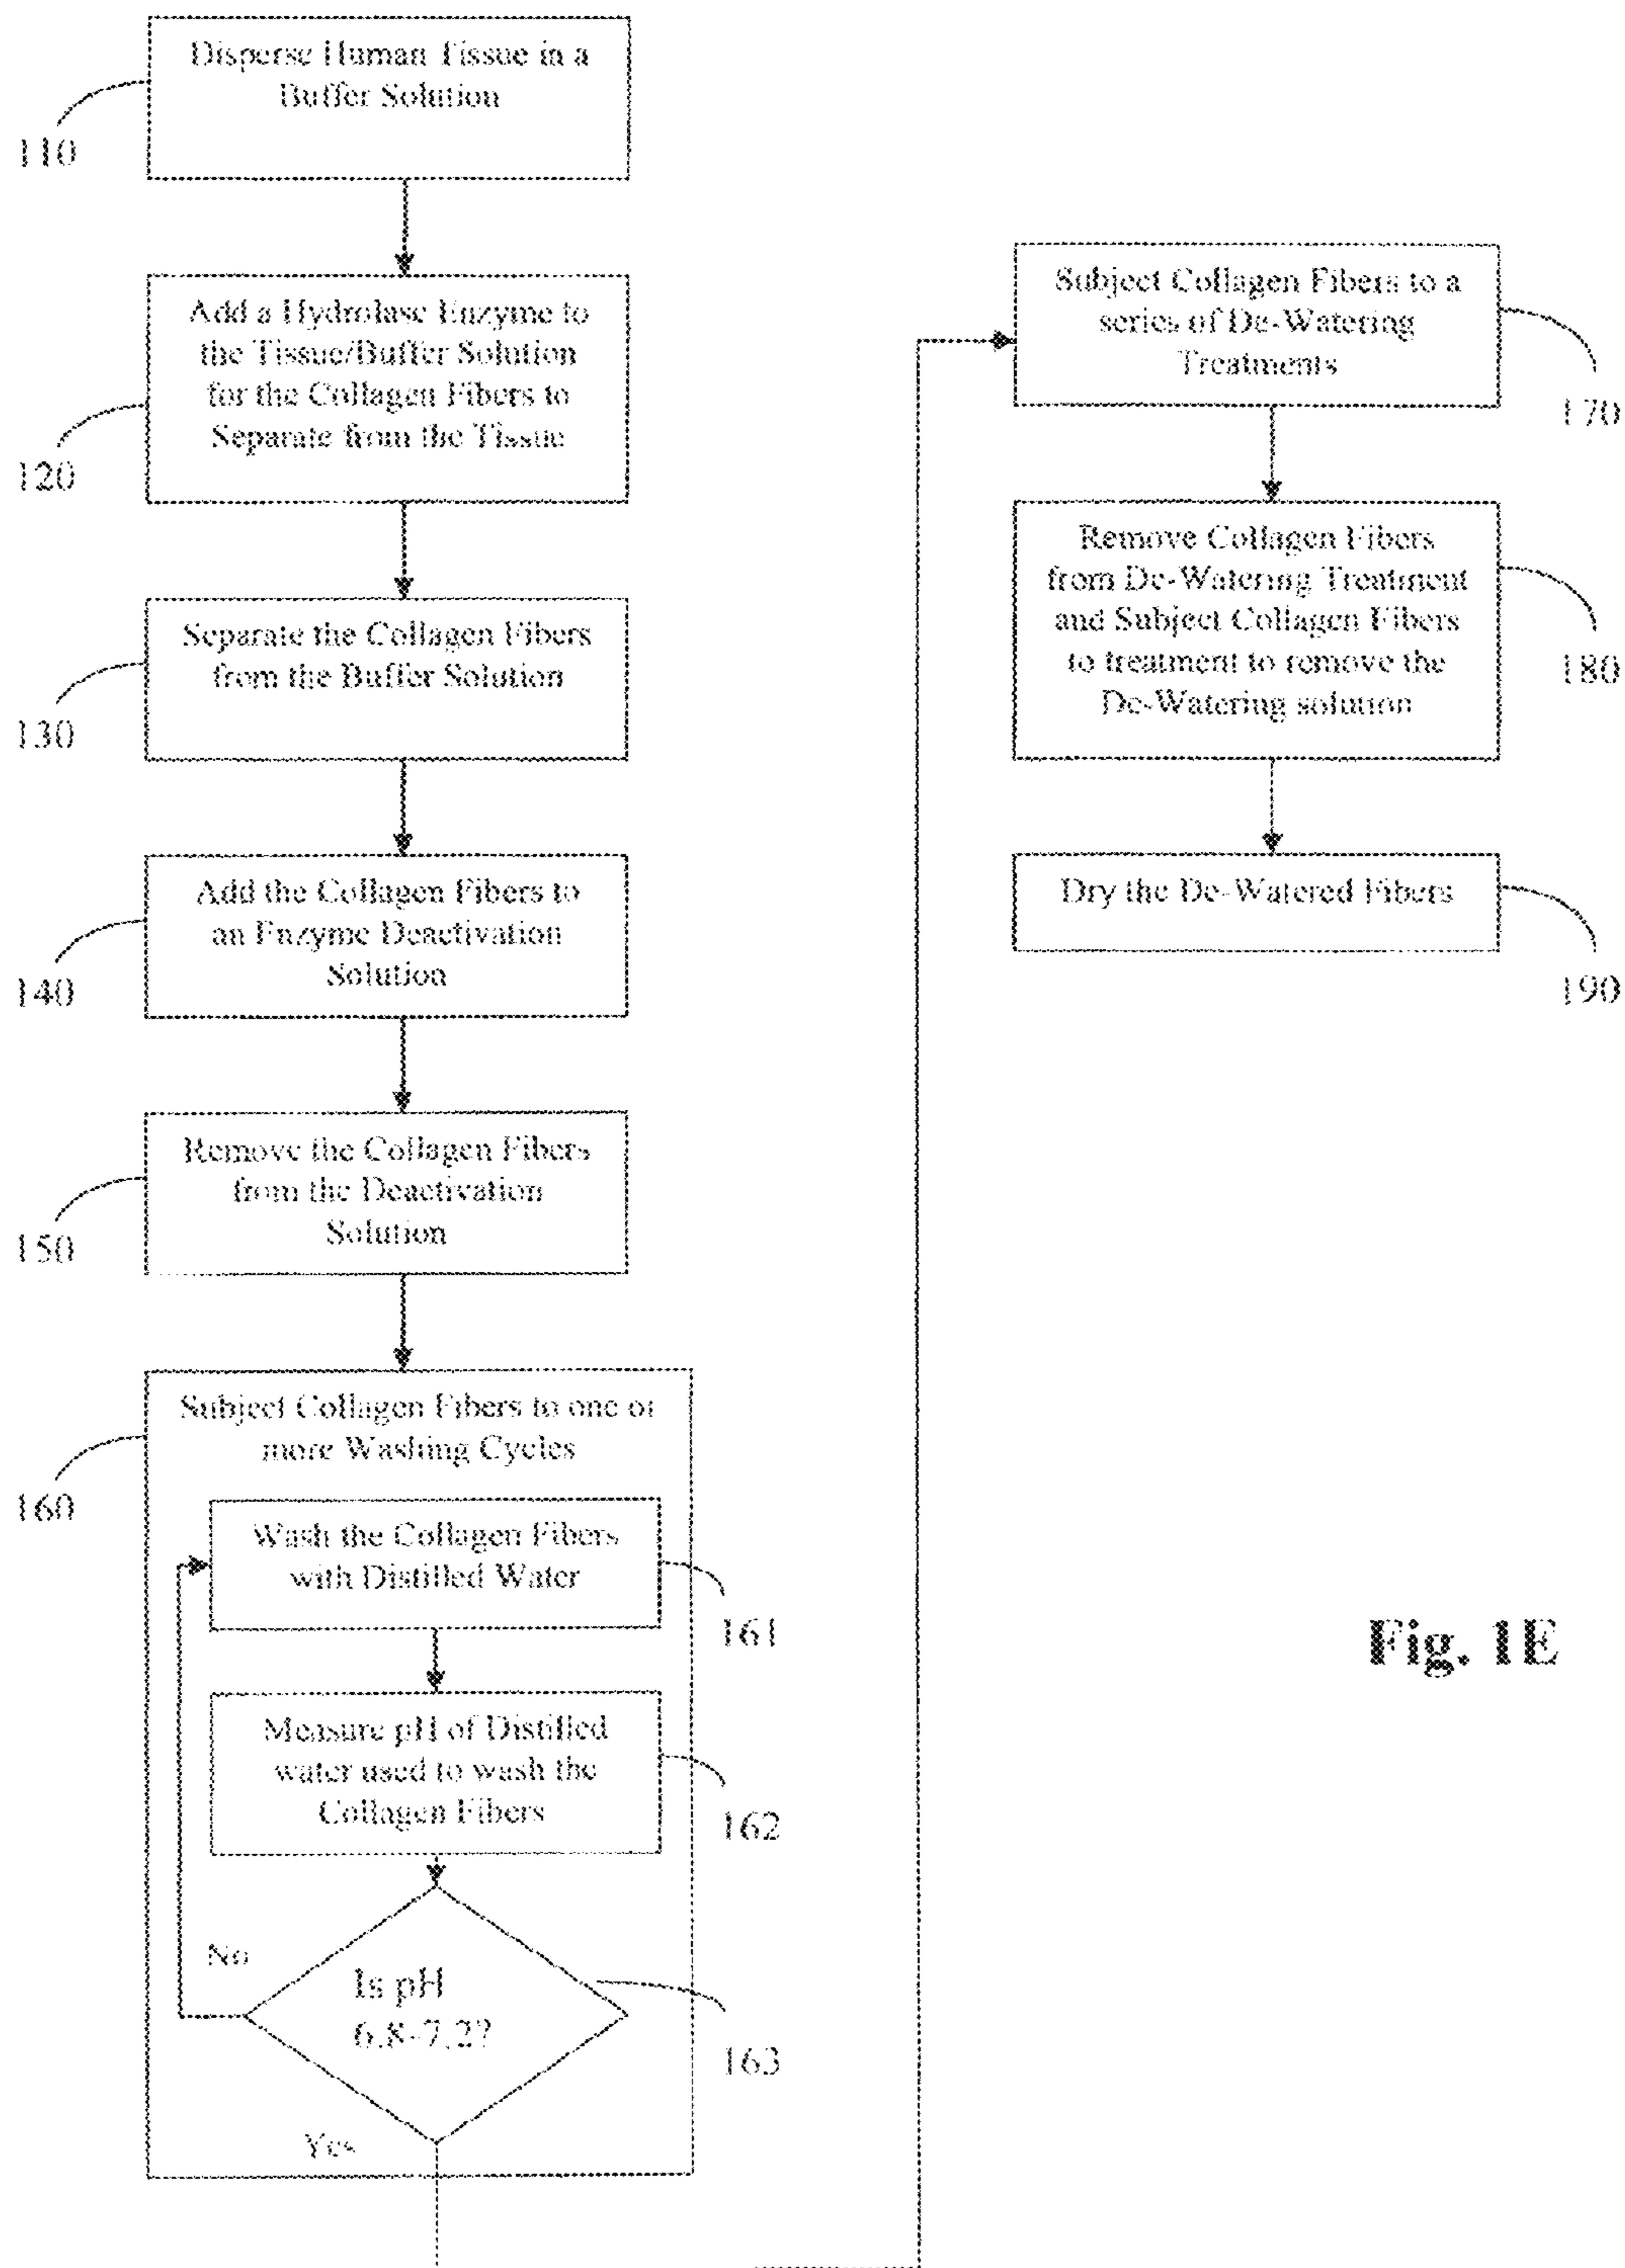 Disperse Human Tissue in a
Buffer Solution
110
Add a Hydrolase Enzyme to
the Tissue/Buffer Solution
for the Collagen Fibers to
Separate from the Tissue
120
Separate the Collagen Fibers
from the Buffer Solution
130
Add the Collagen Fibers to
an Enzyme Deactivation
Solution
140
Remove the Collagen Fibers
from the Deactivation
Solution
150
Subject Collagen Fibers to one or
more Washing Cycles
160
Wash the Collagen Fibers
with Distilled Water
161
Measure pH of Distilled
water used to wash the
Collagen Fibers
162
No
Is pH
6.8-7.2?
163
Yes
Subject Collagen Fibers to a
series of De-Watering
Treatments
170
Remove Collagen Fibers
from De-Watering Treatment
and Subject Collagen Fibers
to treatment to remove the
De-Watering solution
180
Dry the De-Watered Fibers
190
Fig. 1E